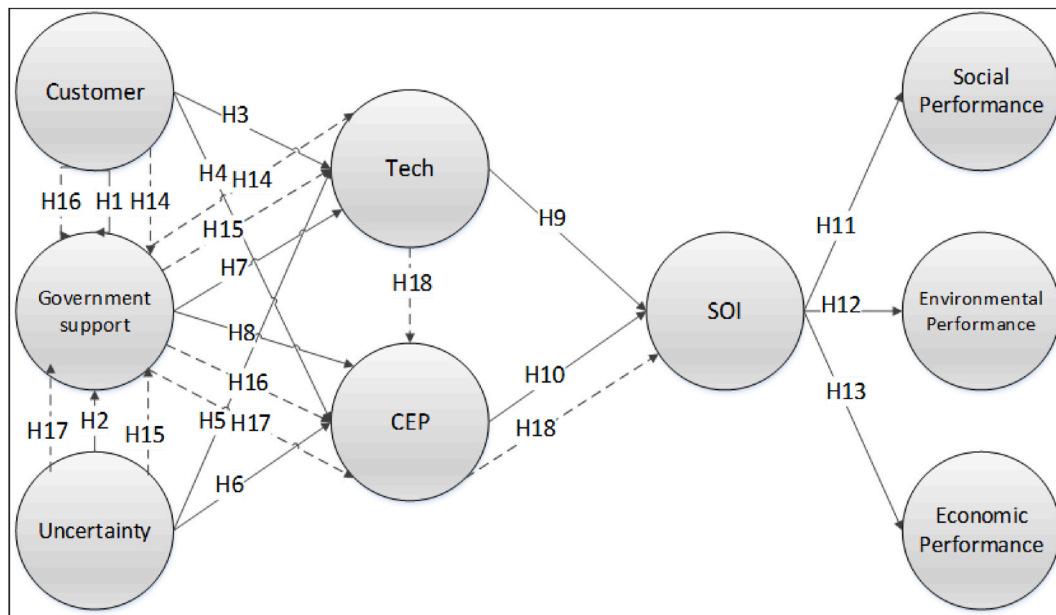 Customer
Social
Performance
H3
Tech
H4
H14
H16
H1
H14
H15
H9
H11
H7
Government
support
H18
SOI
H12
Environmental
Performance
H8
H16
H10
H13
H17
H2
H15
H5
H17
CEP
H18
H6
Uncertainty
Economic
Performance